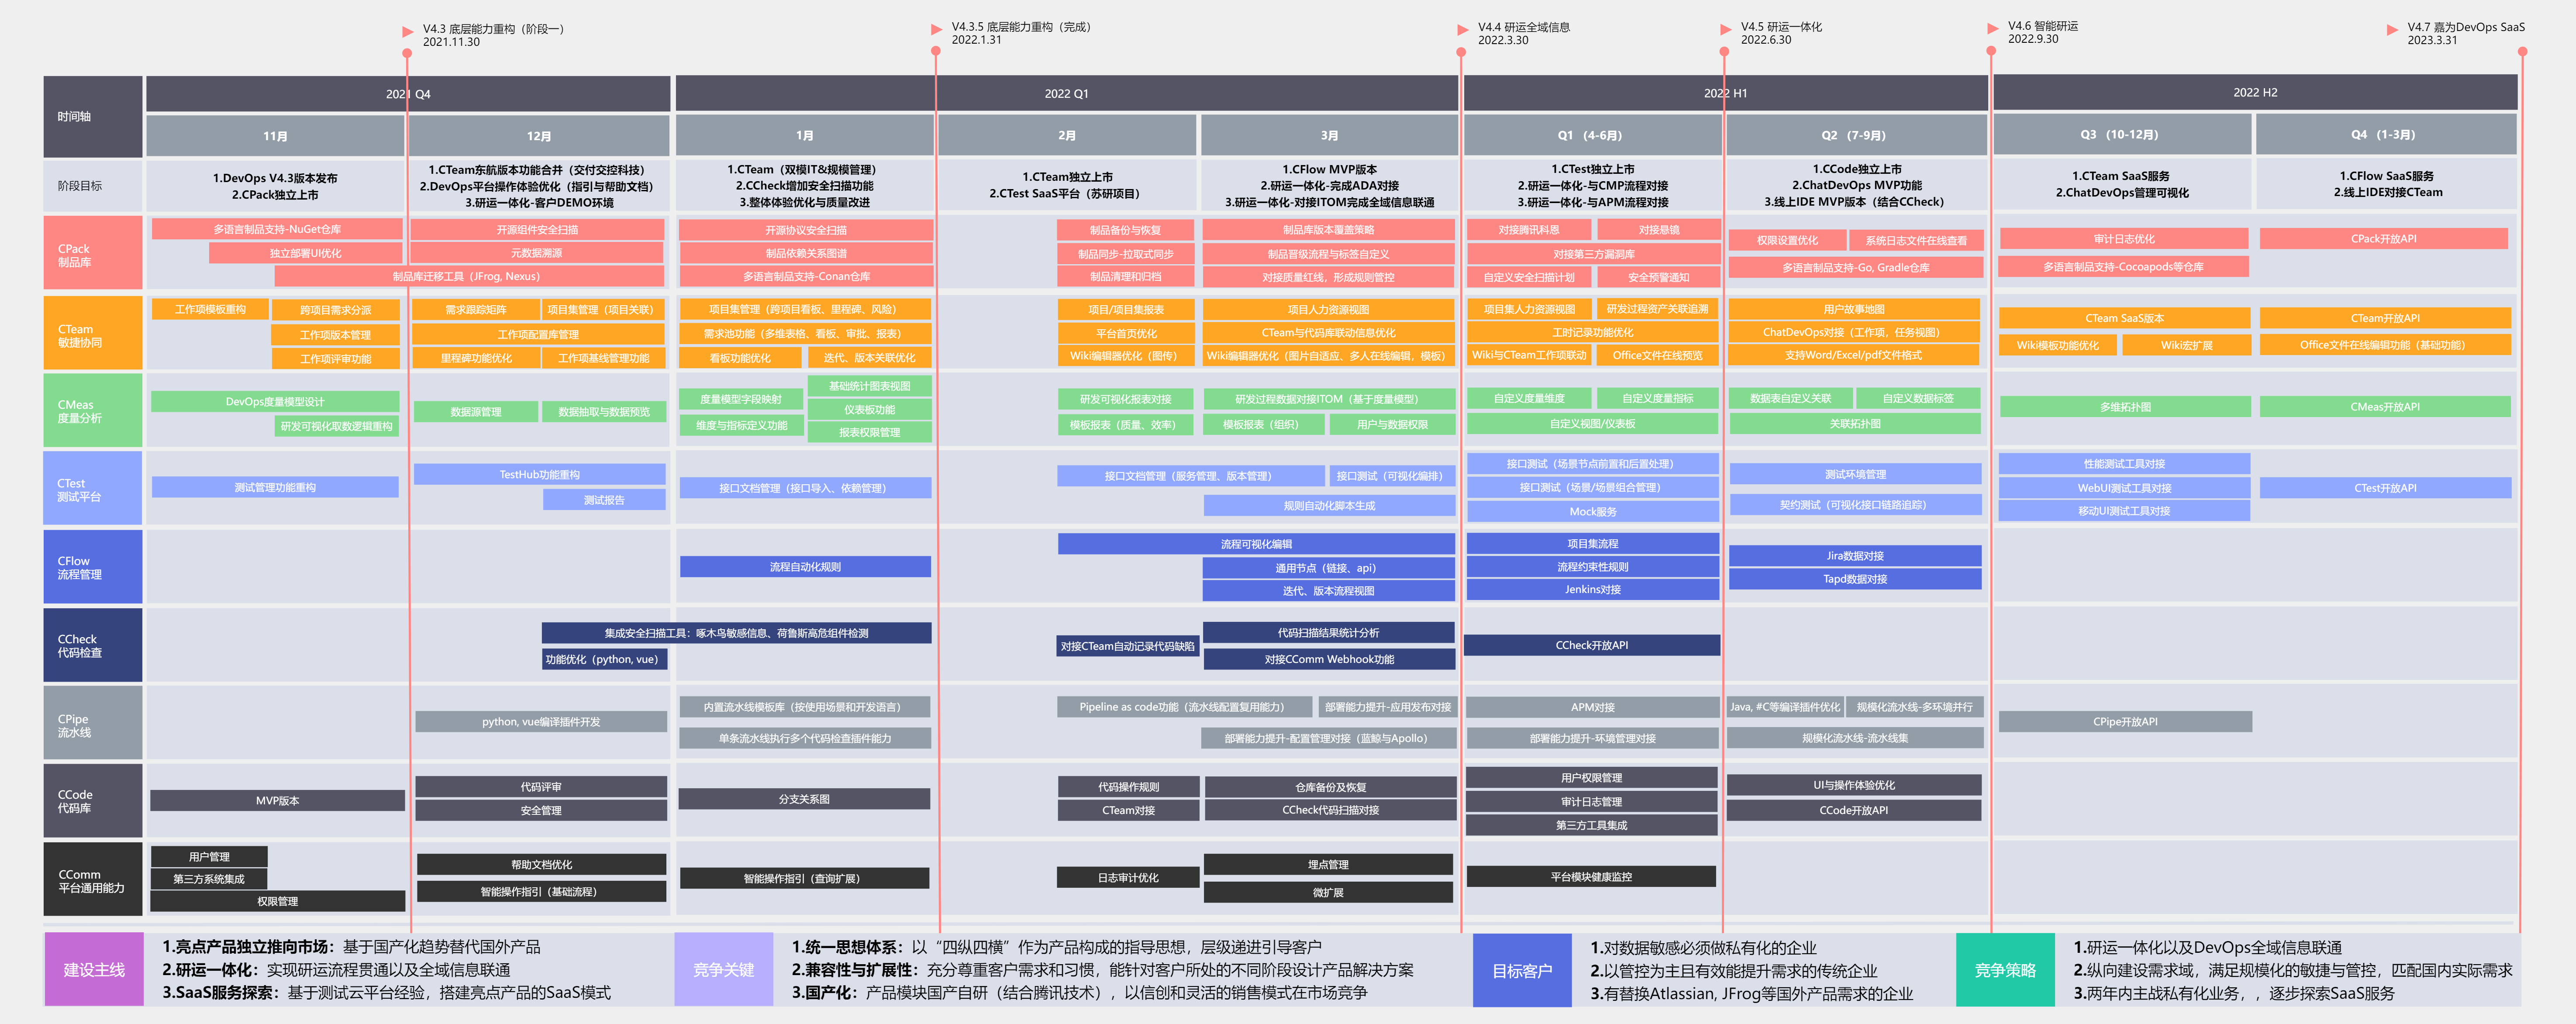 V4.3 底层能力重构（阶段一）
2021.11.30
V4.3.5 底层能力重构（完成）
2022.1.31
V4.4 研运全域信息
2022.3.30
V4.5 研运一体化
2022.6.30
V4.6 智能研运
2022.9.30
V4.7 嘉为DevOps SaaS
2023.3.31
时间轴
2021 Q4
2022 Q1
2022 H1
2022 H2
11月
12月
1月
2月
3月
Q1 （4-6月）
Q2 （7-9月）
Q3 （10-12月）
Q4 （1-3月）
阶段目标
1.DevOps V4.3版本发布
2.CPack独立上市
1.CTeam东航版本功能合并（交付交控科技）
2.DevOps平台操作体验优化（指引与帮助文档）
3.研运一体化-客户DEMO环境
1.CTeam（双模IT&规模管理）
2.CCheck增加安全扫描功能
3.整体体验优化与质量改进
1.CTeam独立上市
2.CTest SaaS平台（苏研项目）
1.CFlow MVP版本
2.研运一体化-完成ADA对接
3.研运一体化-对接ITOM完成全域信息联通
1.CTest独立上市
2.研运一体化-与CMP流程对接
3.研运一体化-与APM流程对接
1.CCode独立上市
2.ChatDevOps MVP功能
3.线上IDE MVP版本（结合CCheck）
1.CTeam SaaS服务
2.ChatDevOps管理可视化
1.CFlow SaaS服务
2.线上IDE对接CTeam
CPack
制品库
多语言制品支持-NuGet仓库
独立部署UI优化
制品库迁移工具（JFrog, Nexus）
开源组件安全扫描
元数据溯源
开源协议安全扫描
制品依赖关系图谱
多语言制品支持-Conan仓库
制品备份与恢复
制品同步-拉取式同步
制品清理和归档
制品库版本覆盖策略
制品晋级流程与标签自定义
对接质量红线，形成规则管控
对接腾讯科恩
对接悬镜
对接第三方漏洞库
自定义安全扫描计划
安全预警通知
权限设置优化
系统日志文件在线查看
多语言制品支持-Go, Gradle仓库
审计日志优化
多语言制品支持-Cocoapods等仓库
CPack开放API
CTeam
敏捷协同
工作项模板重构
跨项目需求分派
工作项版本管理
工作项评审功能
需求跟踪矩阵
项目集管理（项目关联）
工作项配置库管理
里程碑功能优化
工作项基线管理功能
项目集管理（跨项目看板、里程碑、风险）
需求池功能（多维表格、看板、审批、报表）
看板功能优化
迭代、版本关联优化
项目/项目集报表
平台首页优化
Wiki编辑器优化（图传）
项目人力资源视图
CTeam与代码库联动信息优化
Wiki编辑器优化（图片自适应、多人在线编辑，模板）
项目集人力资源视图
研发过程资产关联追溯
工时记录功能优化
Wiki与CTeam工作项联动
Office文件在线预览
用户故事地图
ChatDevOps对接（工作项，任务视图）
支持Word/Excel/pdf文件格式
CTeam SaaS版本
Wiki模板功能优化
Wiki宏扩展
CTeam开放API
Office文件在线编辑功能（基础功能）
CMeas
度量分析
DevOps度量模型设计
研发可视化取数逻辑重构
数据源管理
数据抽取与数据预览
度量模型字段映射
维度与指标定义功能
基础统计图表视图
仪表板功能
报表权限管理
研发可视化报表对接
模板报表（质量、效率）
研发过程数据对接ITOM（基于度量模型）
模板报表（组织）
用户与数据权限
自定义度量维度
自定义度量指标
自定义视图/仪表板
数据表自定义关联
自定义数据标签
关联拓扑图
多维拓扑图
CMeas开放API
CTest
测试平台
测试管理功能重构
TestHub功能重构
测试报告
接口文档管理（接口导入、依赖管理）
接口文档管理（服务管理、版本管理）
接口测试（可视化编排）
规则自动化脚本生成
接口测试（场景节点前置和后置处理）
接口测试（场景/场景组合管理）
Mock服务
测试环境管理
契约测试（可视化接口链路追踪）
性能测试工具对接
WebUI测试工具对接
移动UI测试工具对接
CTest开放API
CFlow
流程管理
流程自动化规则
流程可视化编辑
通用节点（链接、api）
迭代、版本流程视图
项目集流程
流程约束性规则
Jenkins对接
Jira数据对接
Tapd数据对接
CCheck
代码检查
集成安全扫描工具：啄木鸟敏感信息、荷鲁斯高危组件检测
功能优化（python, vue）
对接CTeam自动记录代码缺陷
代码扫描结果统计分析
对接CComm Webhook功能
CCheck开放API
CPipe
流水线
python, vue编译插件开发
内置流水线模板库（按使用场景和开发语言）
单条流水线执行多个代码检查插件能力
Pipeline as code功能（流水线配置复用能力）
部署能力提升-应用发布对接
部署能力提升-配置管理对接（蓝鲸与Apollo）
APM对接
部署能力提升-环境管理对接
Java, #C等编译插件优化
规模化流水线-多环境并行
规模化流水线-流水线集
CPipe开放API
CCode
代码库
MVP版本
代码评审
安全管理
分支关系图
代码操作规则
CTeam对接
仓库备份及恢复
CCheck代码扫描对接
用户权限管理
审计日志管理
第三方工具集成
UI与操作体验优化
CCode开放API
CComm
平台通用能力
用户管理
第三方系统集成
权限管理
帮助文档优化
智能操作指引（基础流程）
智能操作指引（查询扩展）
日志审计优化
埋点管理
微扩展
平台模块健康监控
建设主线
1.亮点产品独立推向市场：基于国产化趋势替代国外产品
2.研运一体化：实现研运流程贯通以及全域信息联通
3.SaaS服务探索：基于测试云平台经验，搭建亮点产品的SaaS模式
竞争关键
1.统一思想体系：以“四纵四横”作为产品构成的指导思想，层级递进引导客户
2.兼容性与扩展性：充分尊重客户需求和习惯，能针对客户所处的不同阶段设计产品解决方案
3.国产化：产品模块国产自研（结合腾讯技术），以信创和灵活的销售模式在市场竞争
目标客户
1.对数据敏感必须做私有化的企业
2.以管控为主且有效能提升需求的传统企业
3.有替换Atlassian, JFrog等国外产品需求的企业
竞争策略
1.研运一体化以及DevOps全域信息联通
2.纵向建设需求域，满足规模化的敏捷与管控，匹配国内实际需求
3.两年内主战私有化业务，，逐步探索SaaS服务